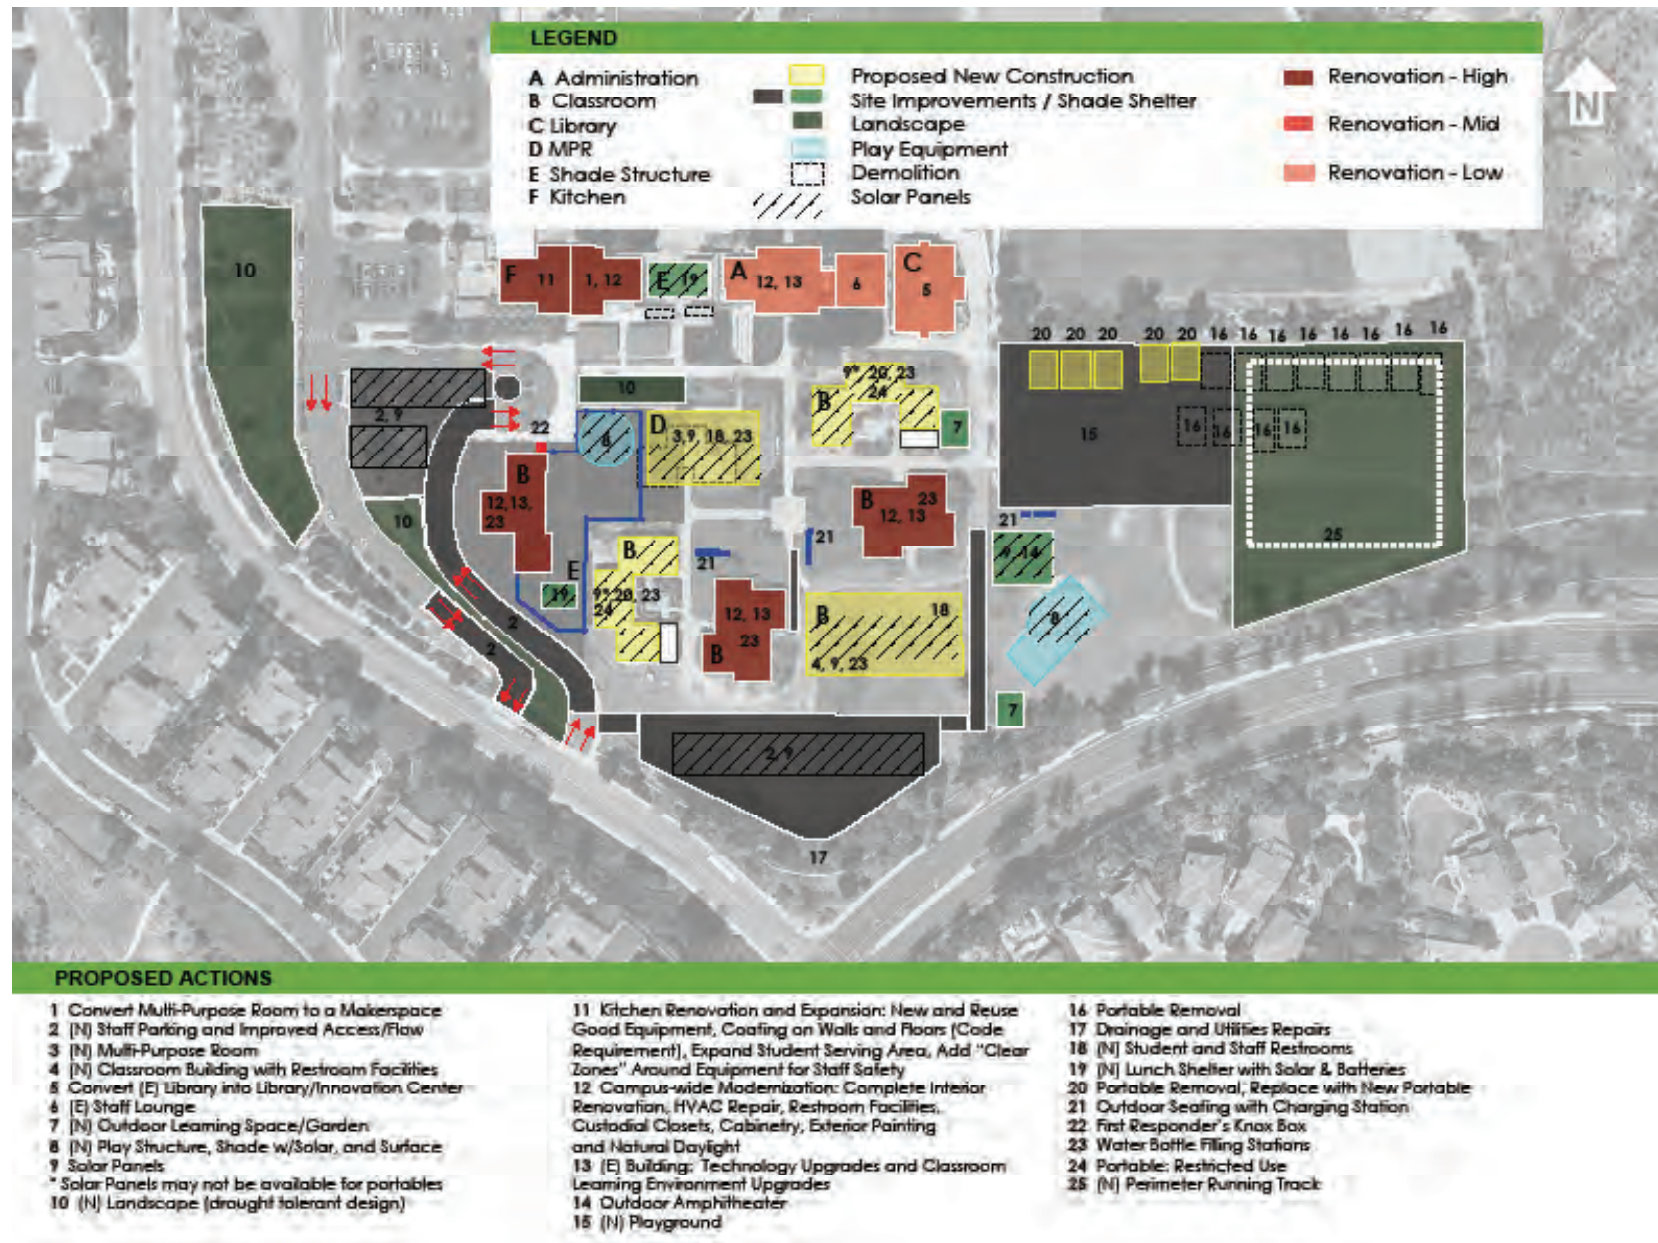 LEGEND
A Administration
B Classroom
C Library
D MPR
E Shade Structure
F Kitchen
Proposed New Construction
Site Improvements / Shade Shelter
Landscape
Play Equipment
Demolition
Solar Panels
Renovation - High
Renovation - Mid
Renovation - Low
N
10
F 11
1, 12
E 19
A 12, 13
6
C 5
20 20 20 20 20 16 16 16 16 16 16 16 16
2, 9
10
22
8
D 3,9, 18, 23
9* 20, 23
24
B
7
15
16 16 16 16
10
B
12,13,
23
B 23
12, 13
21
21
21
25
B
E
19
9* 20, 23
24
9, 14
8
12, 13
23
B
B 18
4, 9, 23
2
2
7
2, 9
17
PROPOSED ACTIONS
1 Convert Multi-Purpose Room to a Makerspace
2 (N) Staff Parking and Improved Access/Flow
3 (N) Multi-Purpose Room
4 (N) Classroom Building with Restroom Facilities
5 Convert (E) Library into Library/Innovation Center
6 (E) Staff Lounge
7 (N) Outdoor Learning Space/Garden
8 (N) Play Structure, Shade w/Solar, and Surface
9 Solar Panels
* Solar Panels may not be available for portables
10 (N) Landscape (drought tolerant design)
11 Kitchen Renovation and Expansion: New and Reuse
Good Equipment, Coating on Walls and Floors (Code
Requirement), Expand Student Serving Area, Add "Clear
Zones" Around Equipment for Staff Safety
12 Campus-wide Modernization: Complete Interior
Renovation, HVAC Repair, Restroom Facilities,
Custodial Closets, Cabinetry, Exterior Painting
and Natural Daylight
13 (E) Building: Technology Upgrades and Classroom
Learning Environment Upgrades
14 Outdoor Amphitheater
15 (N) Playground
16 Portable Removal
17 Drainage and Utilities Repairs
18 (N) Student and Staff Restrooms
19 (N) Lunch Shelter with Solar & Batteries
20 Portable Removal, Replace with New Portable
21 Outdoor Seating with Charging Station
22 First Responder's Knox Box
23 Water Bottle Filling Stations
24 Portable: Restricted Use
25 (N) Perimeter Running Track